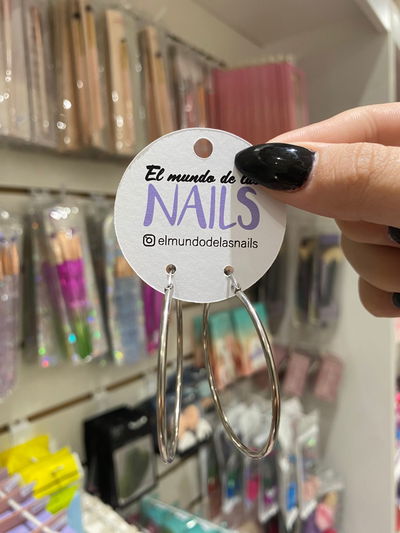 El mundo de las
NAILS
elmundodelasnails